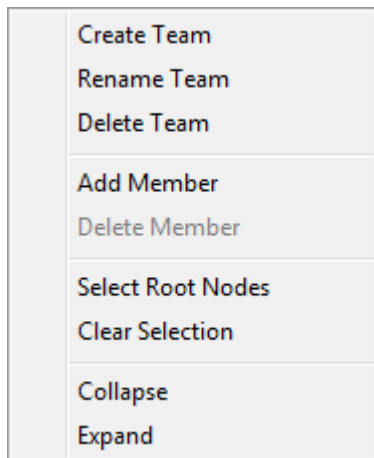 Create Team
Rename Team
Delete Team
Add Member
Delete Member
Select Root Nodes
Clear Selection
Collapse
Expand